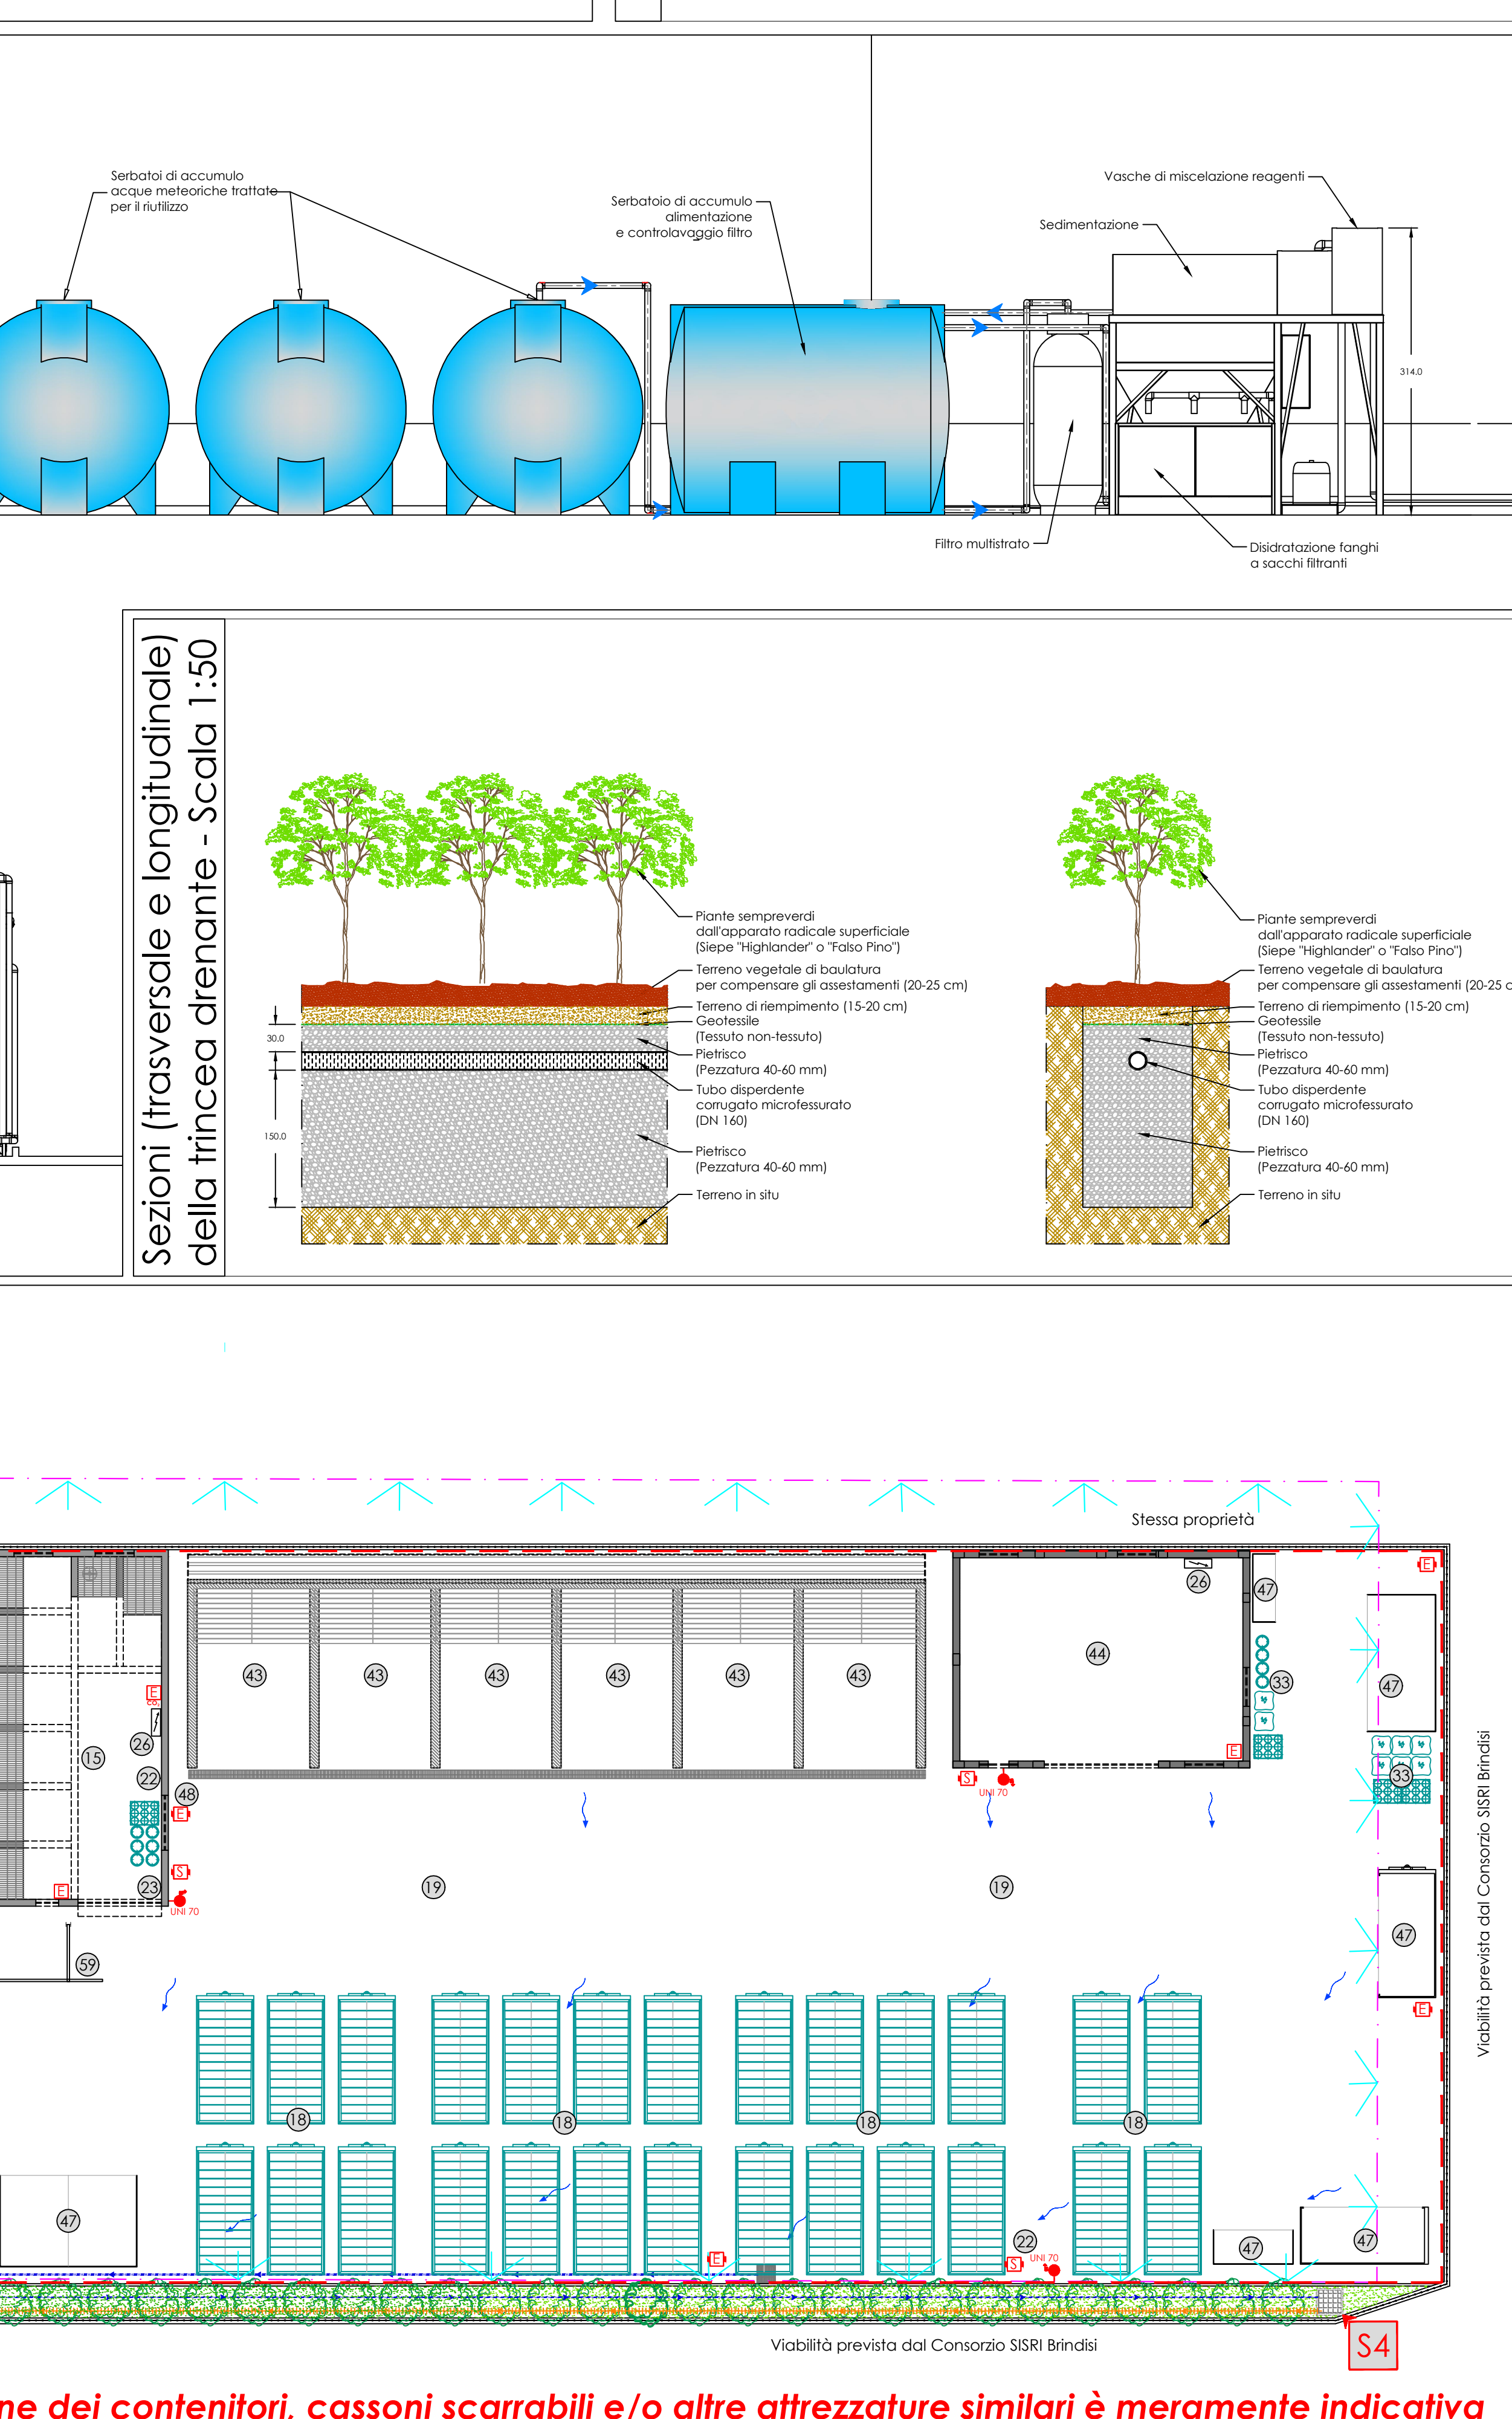 Serbatoi di accumulo
acque meteoriche trattate
per il riutilizzo
Serbatoio di accumulo
alimentazione
e controlavaggio filtro
Vasche di miscelazione reagenti
Sedimentazione
314.0
Filtro multistrato
Disidratazione fanghi
a sacchi filtranti
Sezioni (trasversale e longitudinale)
della trincea drenante - Scala 1:50
Piante sempreverdi
dall'apparato radicale superficiale
(Siepe "Highlander" o "Falso Pino")
Terreno vegetale di baulatura
per compensare gli assestamenti (20-25 cm)
Terreno di riempimento (15-20 cm)
Geotessile
(Tessuto non-tessuto)
Pietrisco
(Pezzatura 40-60 mm)
Tubo disperdente
corrugato microfessurato
(DN 160)
Pietrisco
(Pezzatura 40-60 mm)
Terreno in situ
30.0
150.0
Piante sempreverdi
dall'apparato radicale superficiale
(Siepe "Highlander" o "Falso Pino")
Terreno vegetale di baulatura
per compensare gli assestamenti (20-25 c
Terreno di riempimento (15-20 cm)
Geotessile
(Tessuto non-tessuto)
Pietrisco
(Pezzatura 40-60 mm)
Tubo disperdente
corrugato microfessurato
(DN 160)
Pietrisco
(Pezzatura 40-60 mm)
Terreno in situ
Stessa proprietà
E
26
47
44
43
43
43
43
43
43
33
47
E
26
15
22
48
E
E
S
UNI 70
33
S
23
E
UNI 70
19
19
47
59
E
Viabilità prevista dal Consorzio SISRI Brindisi
18
18
18
18
47
22
47
47
E
S
UNI 70
Viabilità prevista dal Consorzio SISRI Brindisi
S4
ne dei contenitori, cassoni scarrabili e/o altre attrezzature similari è meramente indicativa